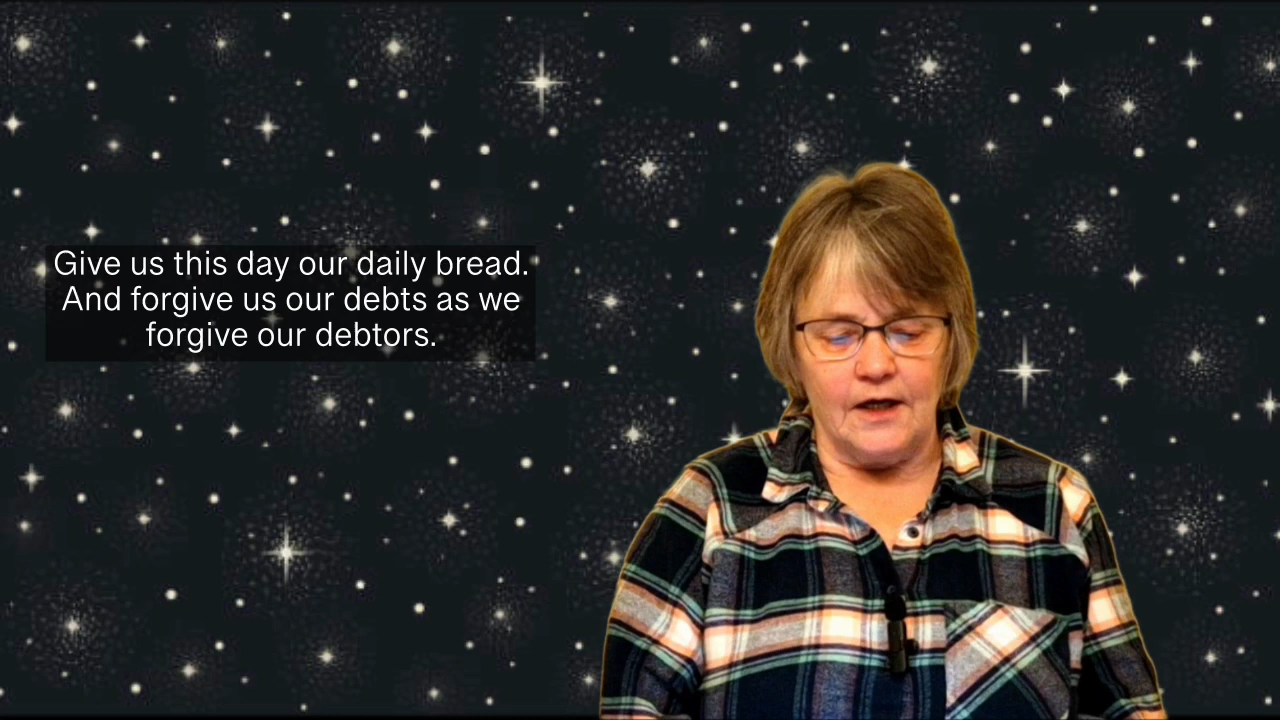 Give us this day our daily bread.
And forgive us our debts as we
forgive our debtors.